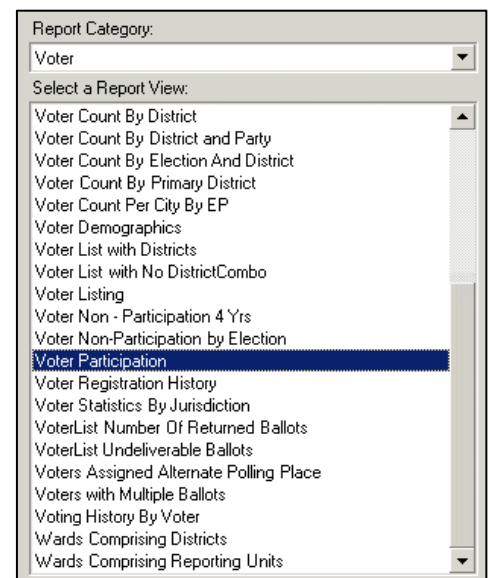 Report Category:
Voter
Select a Report View:
Voter Count By District
Voter Count By District and Party
Voter Count By Election And District
Voter Count By Primary District
Voter Count Per City By EP
Voter Demographics
Voter List with Districts
Voter List with No DistrictCombo
Voter Listing
Voter Non - Participation 4 Yrs
Voter Non-Participation by Election
Voter Participation
Voter Registration History
Voter Statistics By Jurisdiction
VoterList Number Of Returned Ballots
VoterList Undeliverable Ballots
Voters Assigned Alternate Polling Place
Voters with Multiple Ballots
Voting History By Voter
Wards Comprising Districts
Wards Comprising Reporting Units